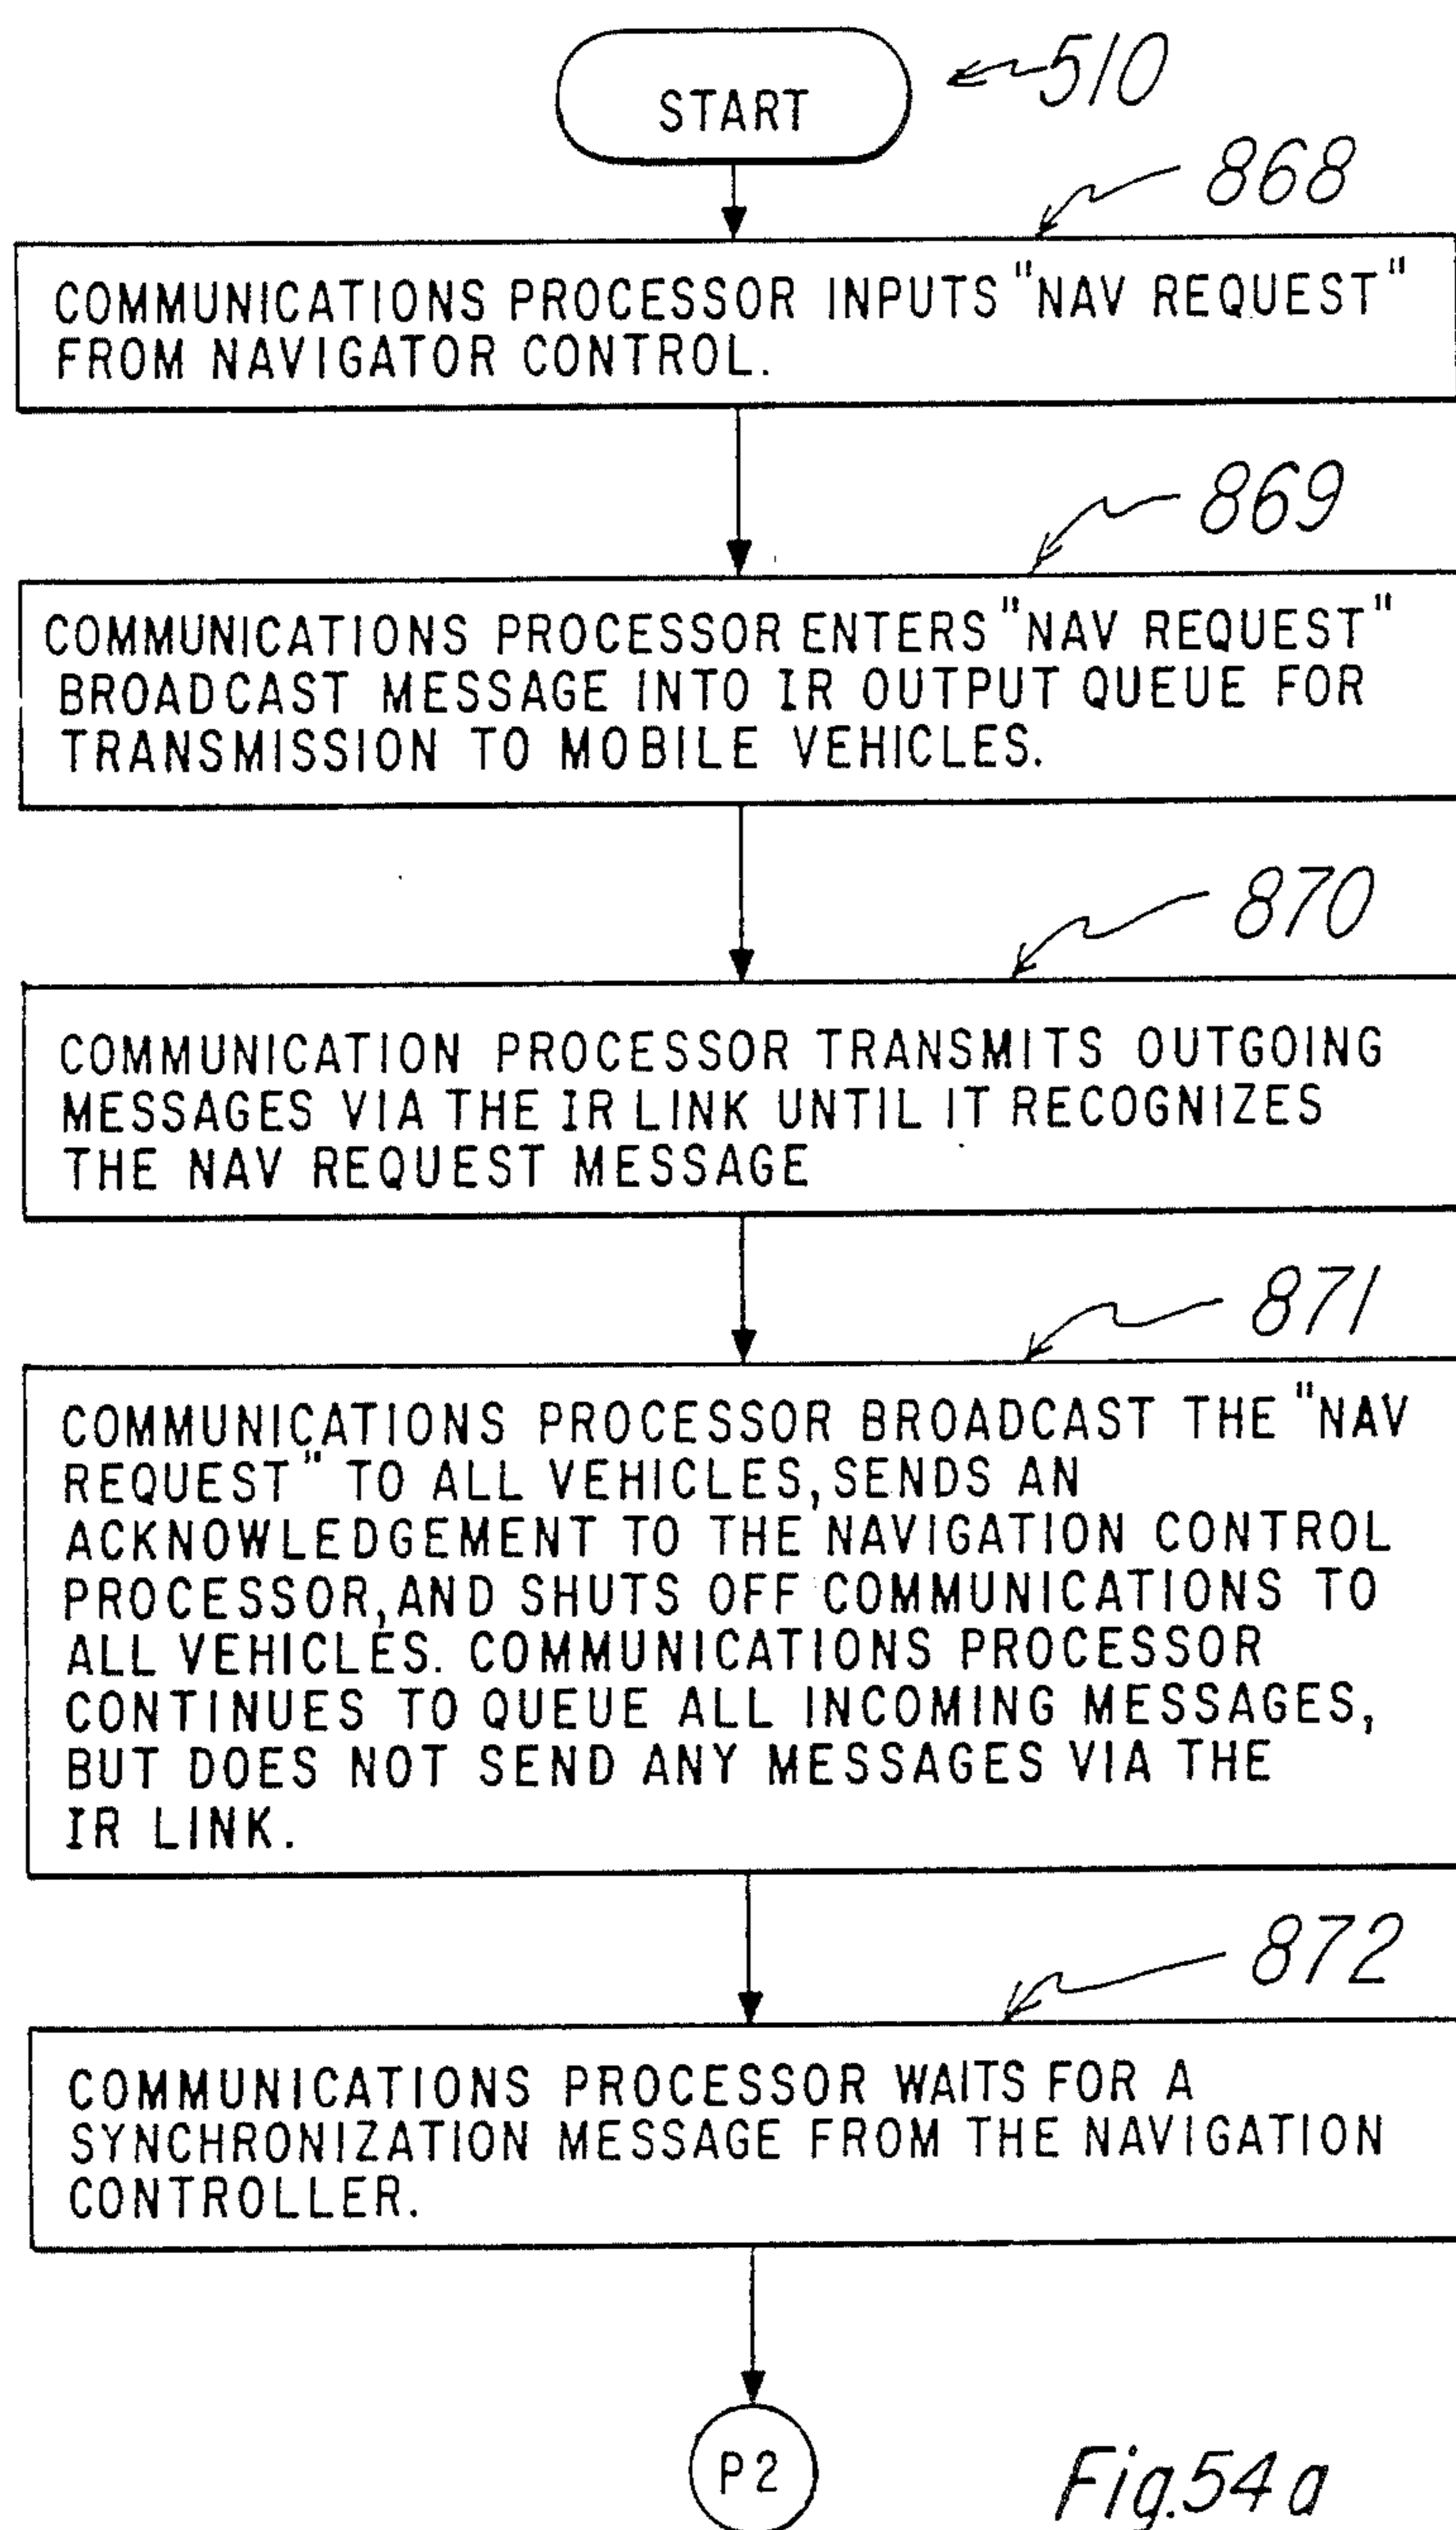 START
510
868
COMMUNICATIONS PROCESSOR INPUTS "NAV REQUEST"
FROM NAVIGATOR CONTROL.
869
COMMUNICATIONS PROCESSOR ENTERS "NAV REQUEST"
BROADCAST MESSAGE INTO IR OUTPUT QUEUE FOR
TRANSMISSION TO MOBILE VEHICLES.
870
COMMUNICATION PROCESSOR TRANSMITS OUTGOING
MESSAGES VIA THE IR LINK UNTIL IT RECOGNIZES
THE NAV REQUEST MESSAGE
871
COMMUNICATIONS PROCESSOR BROADCAST THE "NAV
REQUEST" TO ALL VEHICLES, SENDS AN
ACKNOWLEDGEMENT TO THE NAVIGATION CONTROL
PROCESSOR, AND SHUTS OFF COMMUNICATIONS TO
ALL VEHICLES. COMMUNICATIONS PROCESSOR
CONTINUES TO QUEUE ALL INCOMING MESSAGES,
BUT DOES NOT SEND ANY MESSAGES VIA THE
IR LINK.
872
COMMUNICATIONS PROCESSOR WAITS FOR A
SYNCHRONIZATION MESSAGE FROM THE NAVIGATION
CONTROLLER.
P2
Fig. 54a